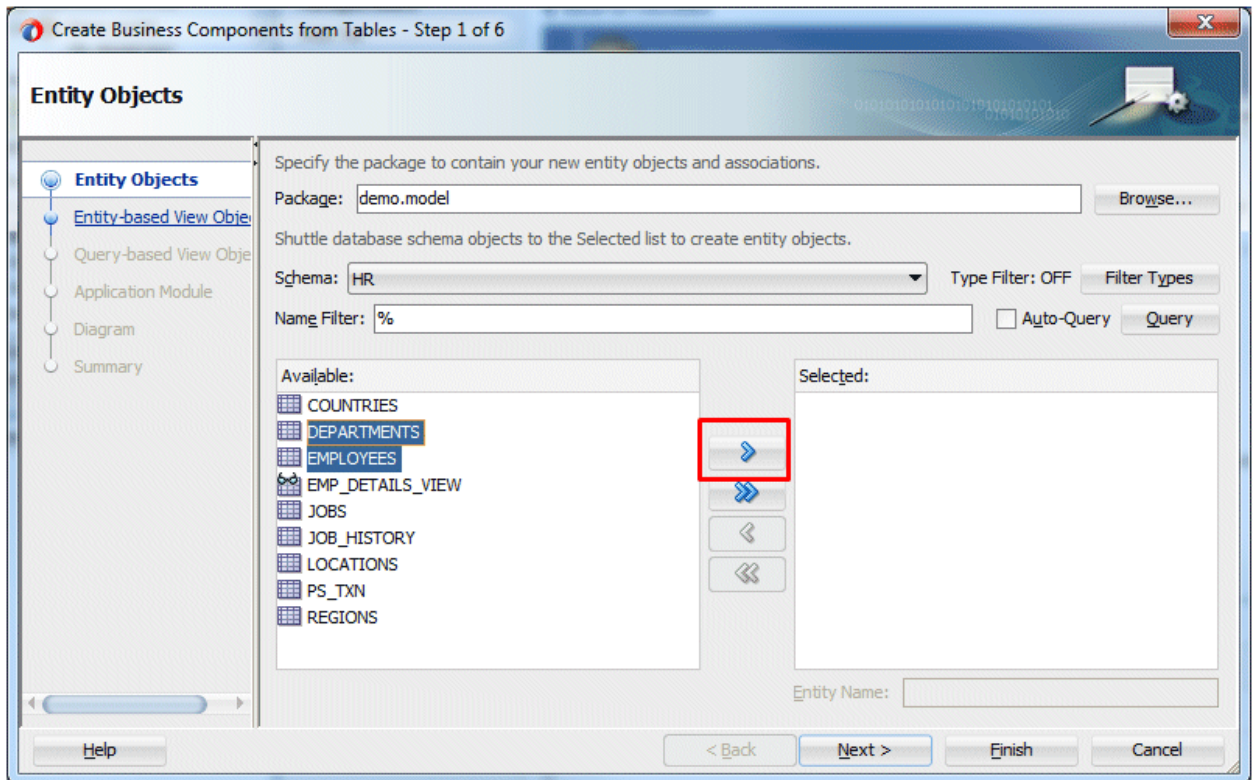 Create Business Components from Tables - Step 1 of 6
Entity Objects
Entity Objects
Entity-based View Obje
Query-based View Obje
Application Module
Diagram
Summary
Specify the package to contain your new entity objects and associations.
Package: demo.model Browse...
Shuttle database schema objects to the Selected list to create entity objects.
Schema: HR Type Filter: OFF Filter Types
Name Filter: % Auto-Query Query
Available:
COUNTRIES
DEPARTMENTS
EMPLOYEES
EMP_DETAILS_VIEW
JOBS
JOB_HISTORY
LOCATIONS
PS_TXN
REGIONS
Selected:
Entity Name:
Help < Back Next > Finish Cancel